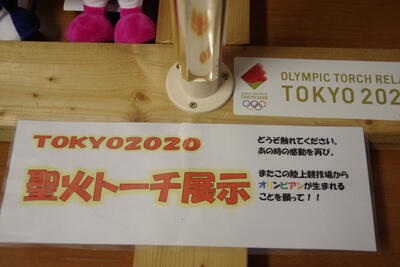 OLYMPIC TORCH RELA
TOKYO 202
TOKYO 2020
TOKYO2020
聖火トーチ展示
どうぞ触れてください。
あの時の感動を再び。
またこの陸上競技場から
オリンピアンが生まれる
ことを願って！！